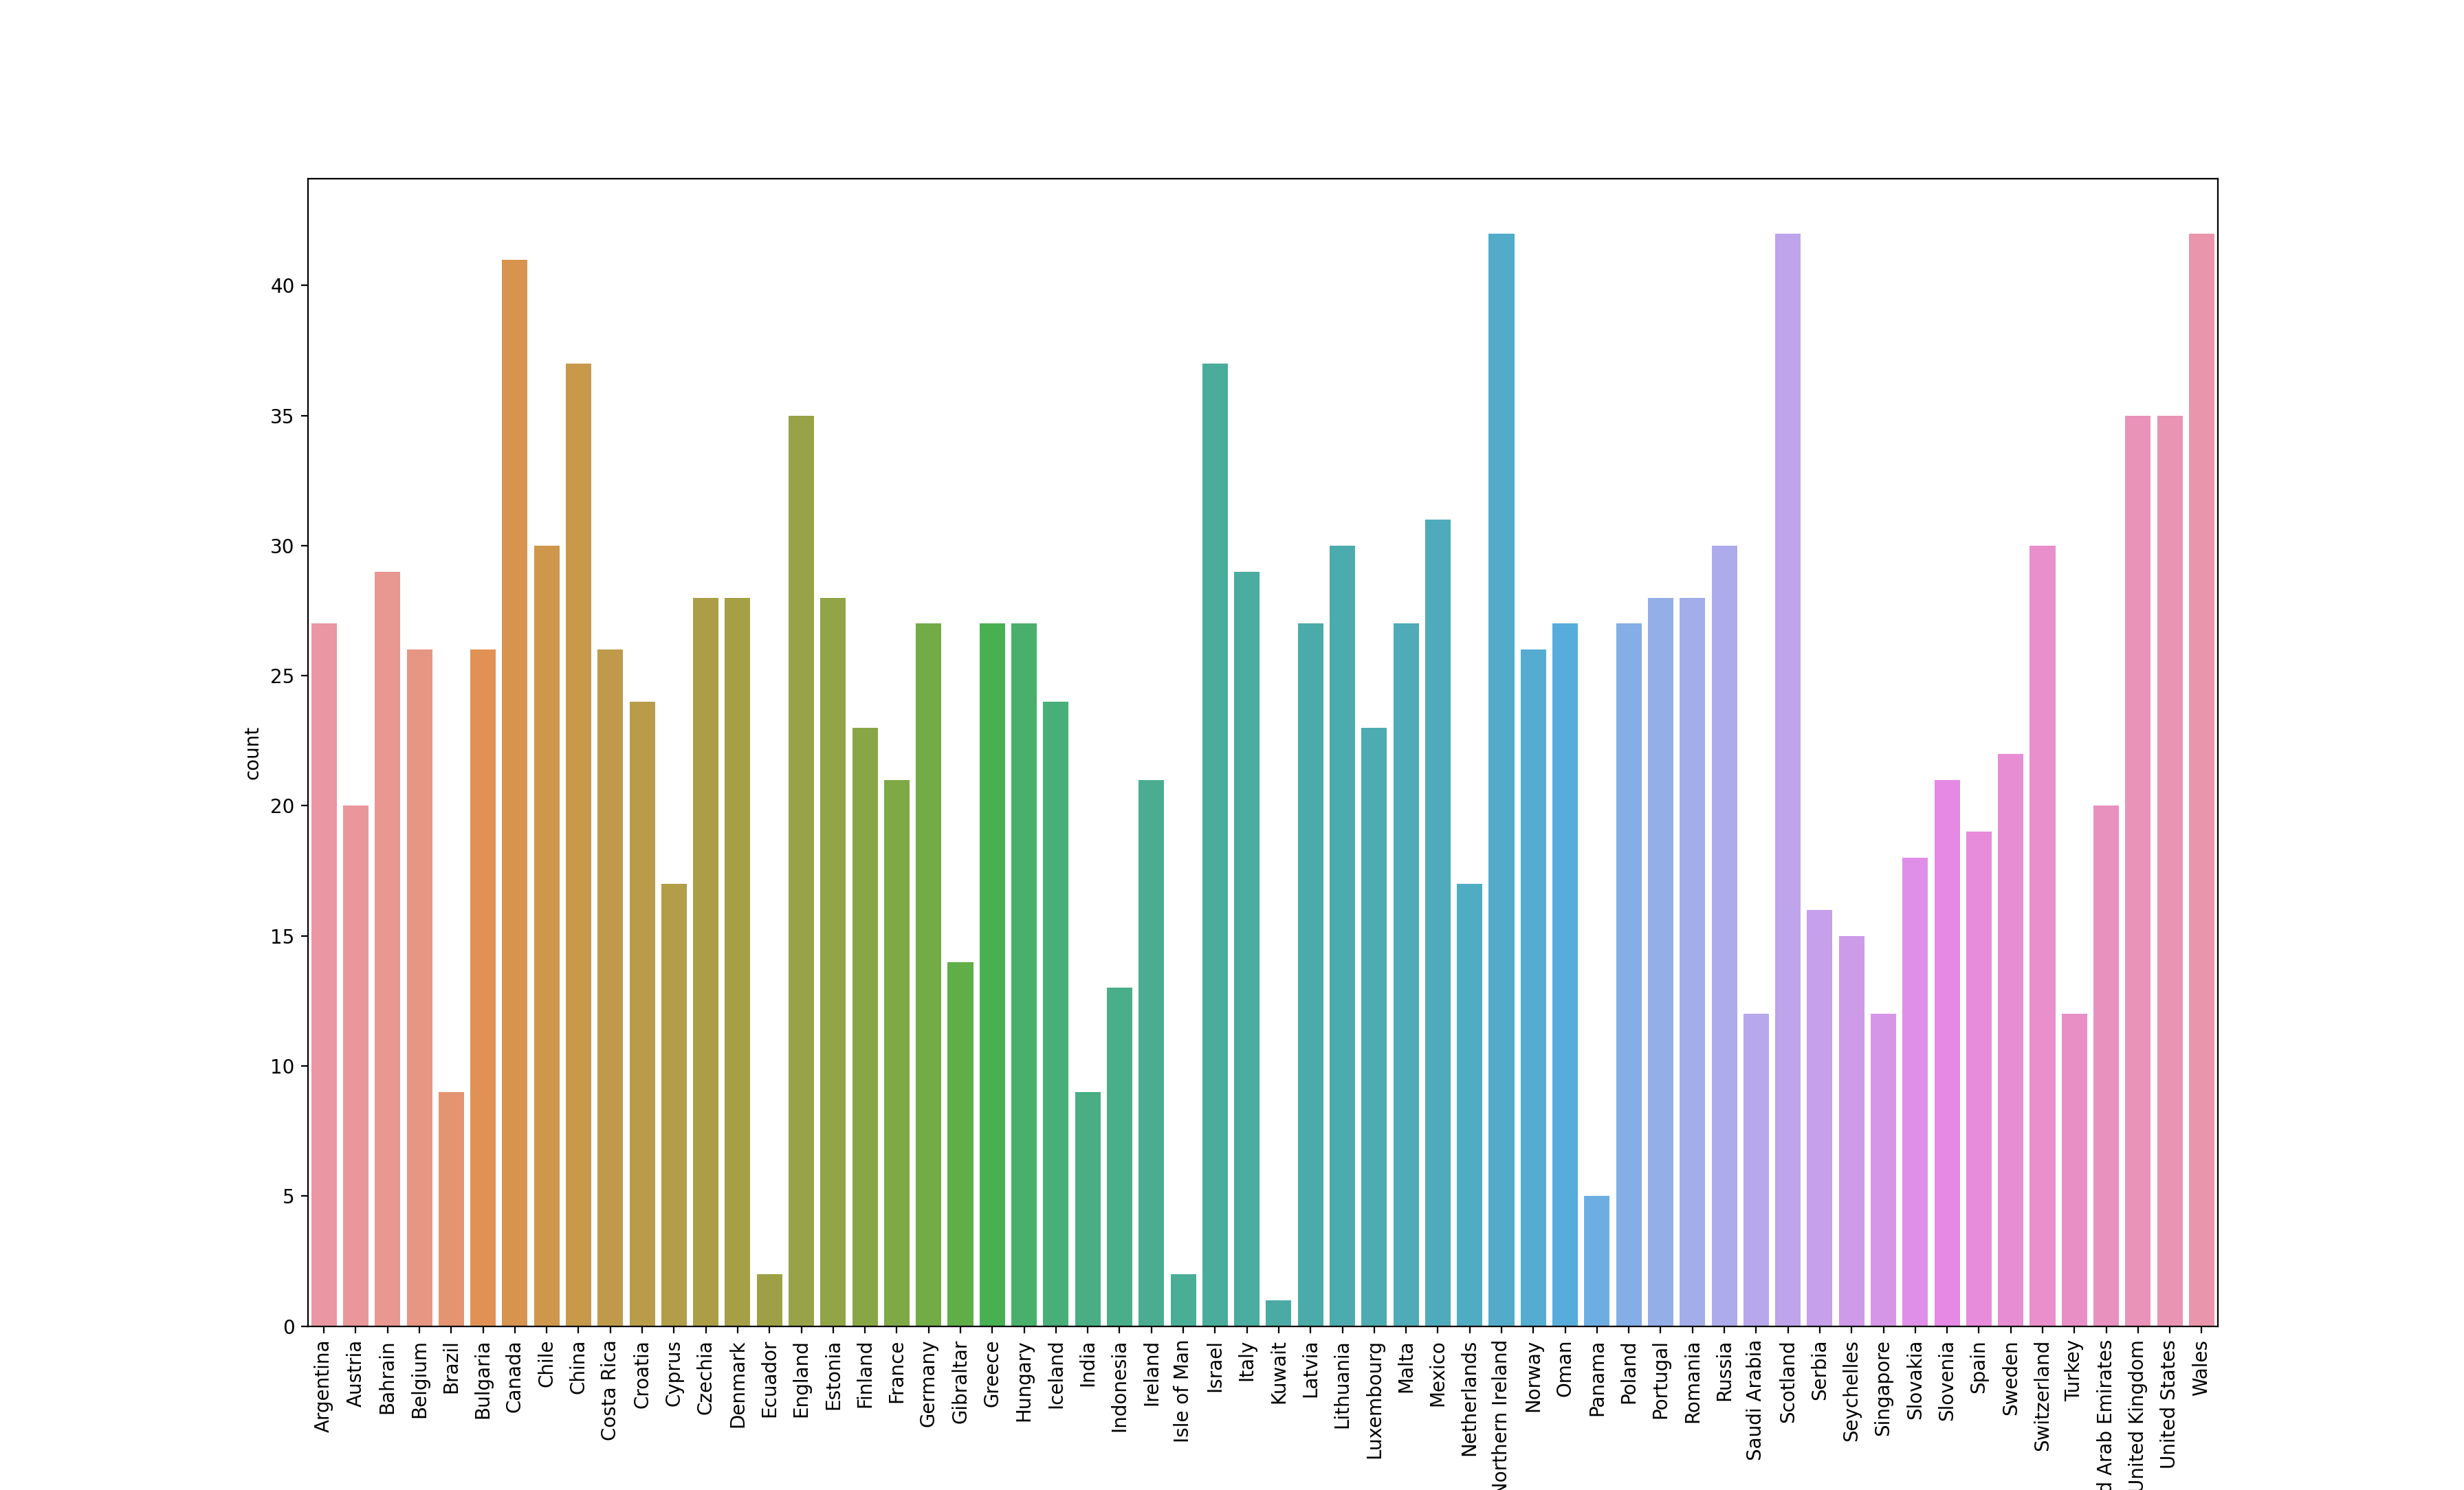 count
40
35
30
25
20
15
10
5
0
Argentina
Austria
Bahrain
Belgium
Brazil
Bulgaria
Canada
Chile
China
Costa Rica
Croatia
Cyprus
Czechia
Denmark
Ecuador
England
Estonia
Finland
France
Germany
Gibraltar
Greece
Hungary
Iceland
India
Indonesia
Ireland
Isle of Man
Israel
Italy
Kuwait
Latvia
Lithuania
Luxembourg
Malta
Mexico
Netherlands
Northern Ireland
Norway
Oman
Panama
Poland
Portugal
Romania
Russia
Saudi Arabia
Scotland
Serbia
Seychelles
Singapore
Slovakia
Slovenia
Spain
Sweden
Switzerland
Turkey
d Arab Emirates
United Kingdom
United States
Wales